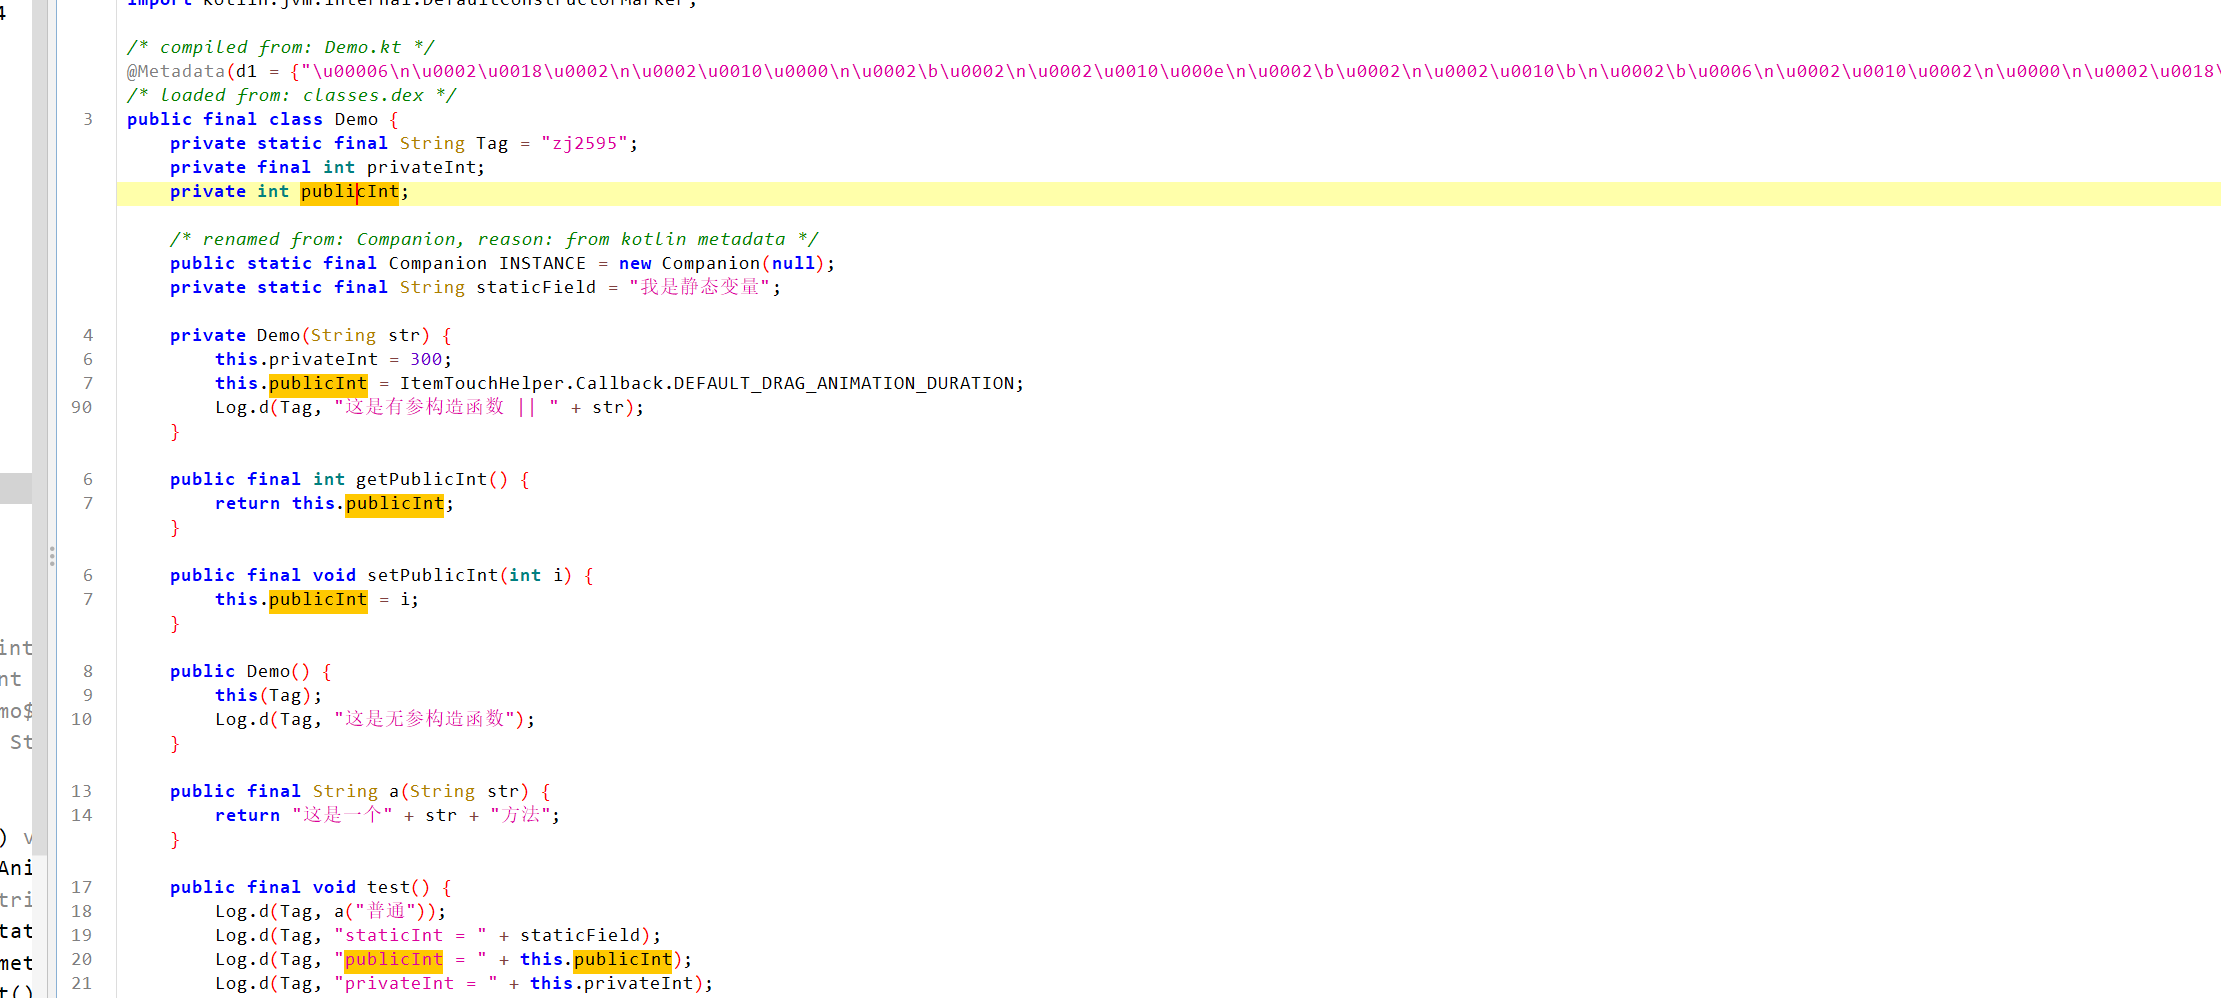 import kotlin.jvm.internal.DefaultConstructorMarker;
/* compiled from: Demo.kt */
@Metadata(d1 = {"\u00006\n\u0002\u0018\u0002\n\u0002\u0010\u0000\n\u0002\b\u0002\n\u0002\u0010\u000e\n\u0002\b\u0002\n\u0002\u0010\b\n\u0002\b\u0006\n\u0002\u0010\u0002\n\u0000\n\u0002\u0018\
/* loaded from: classes.dex */
3 public final class Demo {
private static final String Tag = "zj2595";
private final int privateInt;
private int publicInt;
/* renamed from: Companion, reason: from kotlin metadata */
public static final Companion INSTANCE = new Companion(null);
private static final String staticField = "我是静态变量";
4 private Demo(String str) {
6 this.privateInt = 300;
7 this.publicInt = ItemTouchHelper.Callback.DEFAULT_DRAG_ANIMATION_DURATION;
90 Log.d(Tag, "这是有参构造函数 || " + str);
}
6 public final int getPublicInt() {
7 return this.publicInt;
}
6 public final void setPublicInt(int i) {
7 this.publicInt = i;
}
8 public Demo() {
9 this(Tag);
10 Log.d(Tag, "这是无参构造函数");
}
13 public final String a(String str) {
14 return "这是一个" + str + "方法";
}
17 public final void test() {
18 Log.d(Tag, a("普通"));
19 Log.d(Tag, "staticInt = " + staticField);
20 Log.d(Tag, "publicInt = " + this.publicInt);
21 Log.d(Tag, "privateInt = " + this.privateInt);
int
nt
mo$
St
) v
Ani
tri
tat
met
t()